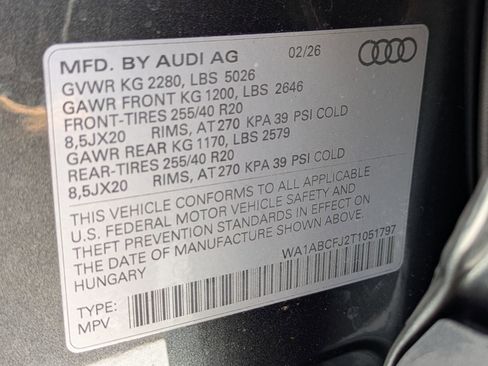 MFD. BY AUDI AG 02/26
GVWR KG 2280, LBS 5026
GAWR FRONT KG 1200, LBS 2646
FRONT-TIRES 255/40 R20
8,5JX20 RIMS, AT 270 KPA 39 PSI COLD
GAWR REAR KG 1170, LBS 2579
REAR-TIRES 255/40 R20
8,5JX20 RIMS, AT 270 KPA 39 PSI COLD
THIS VEHICLE CONFORMS TO ALL APPLICABLE
U.S. FEDERAL MOTOR VEHICLE SAFETY AND
THEFT PREVENTION STANDARDS IN EFFECT ON
THE DATE OF MANUFACTURE SHOWN ABOVE.
HUNGARY
WA1ABCFJ2T1051797
TYPE:
MPV